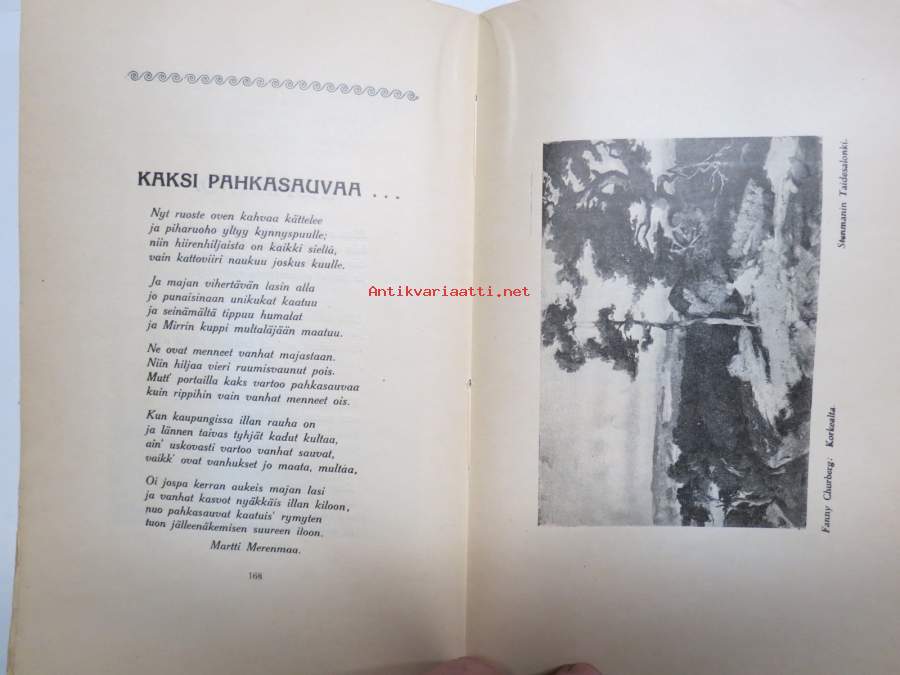 KAKSI PAHKASAUVAA ...
Nyt ruoste oven kahvaa kättelee
ja piharuoho yltyy kynnyspuulle;
niin hiirenhiljaista on kaikki sieltä,
vain kattoviiri naukuu joskus kuulle.
Ja majan vihertävän lasin alla
jo punaisinaan unikukat kaatuu
ja seinämältä tippuu humalat
ja Mirrin kuppi multaläjään maatuu.
Ne ovat menneet vanhat majastaan.
Niin hiljaa vieri ruumisvaunut pois.
Mutt' portailla kaks vartoo pahkasauvaa
kuin rippihin vain vanhat menneet ois.
Kun kaupungissa illan rauha on
ja lännen taivas tyhjät kadut kultaa,
ain' uskovasti vartoo vanhat sauvat,
vaikk' ovat vanhukset jo maata, multaa,
Oi jospa kerran aukeis majan lasi
ja vanhat kasvot nyäkkäis illan kiloon,
nuo pahkasauvat kaatuis' rymyten
tuon jälleenäkemisen suureen iloon.
Martti Merenmaa.
168
Antikvariaatti.net
Stenmanin Taidesalonki.
Fanny Churberg: Korkealta.